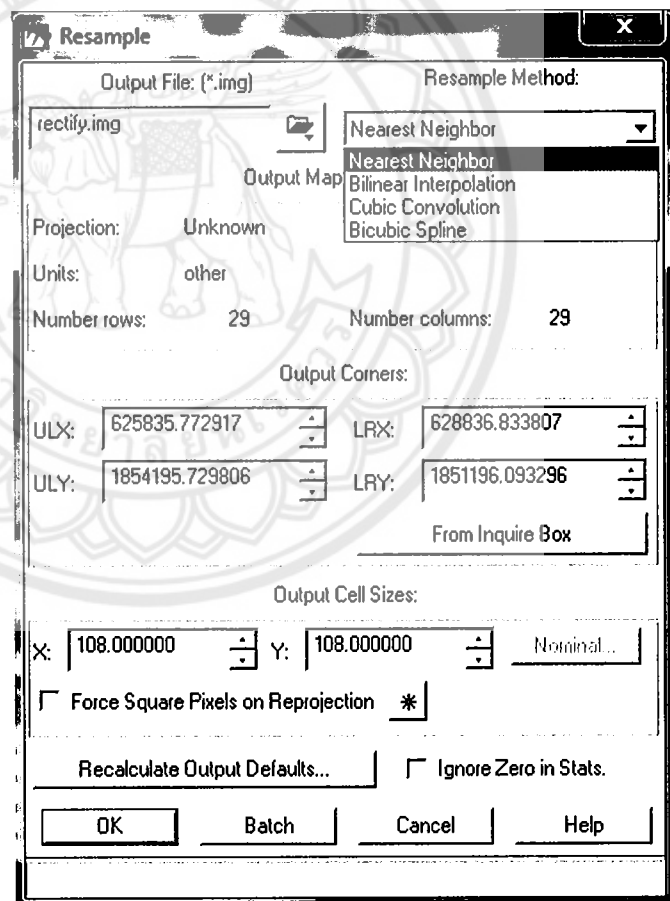 Resample
X
Output File: (*.img)
Resample Method:
rectify.img
Nearest Neighbor
Nearest Neighbor
Bilinear Interpolation
Cubic Convolution
Bicubic Spline
Output Map
Projection: Unknown
Units: other
Number rows: 29 Number columns: 29
Output Corners:
ULX: 625835.772917 LRX: 628836.833807
ULY: 1854195.729806 LRY: 1851196.093296
From Inquire Box
Output Cell Sizes:
X: 108.000000 Y: 108.000000 Nominal...
Force Square Pixels on Reprojection *
Recalculate Output Defaults... Ignore Zero in Stats.
OK Batch Cancel Help